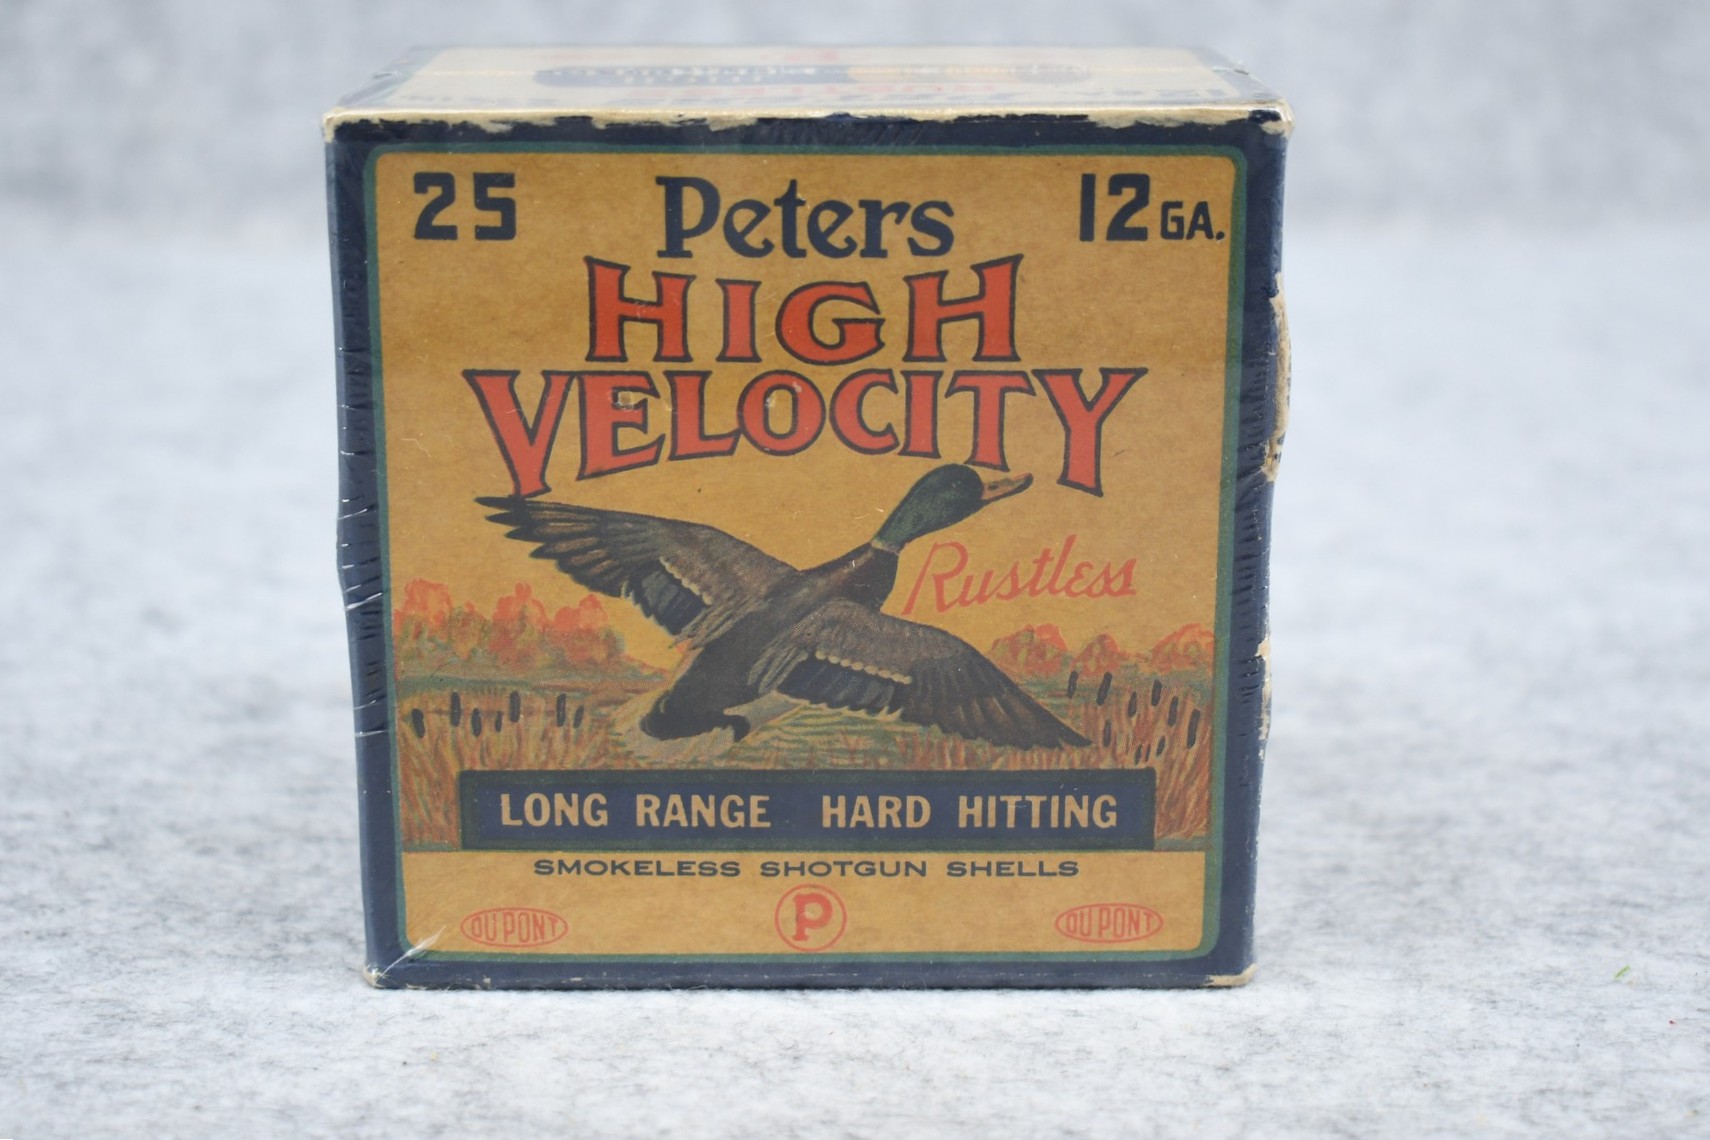 25 Peters 12 GA.
HIGH
VELOCITY
Rustless
LONG RANGE HARD HITTING
SMOKELESS SHOTGUN SHELLS
DU PONT P DU PONT